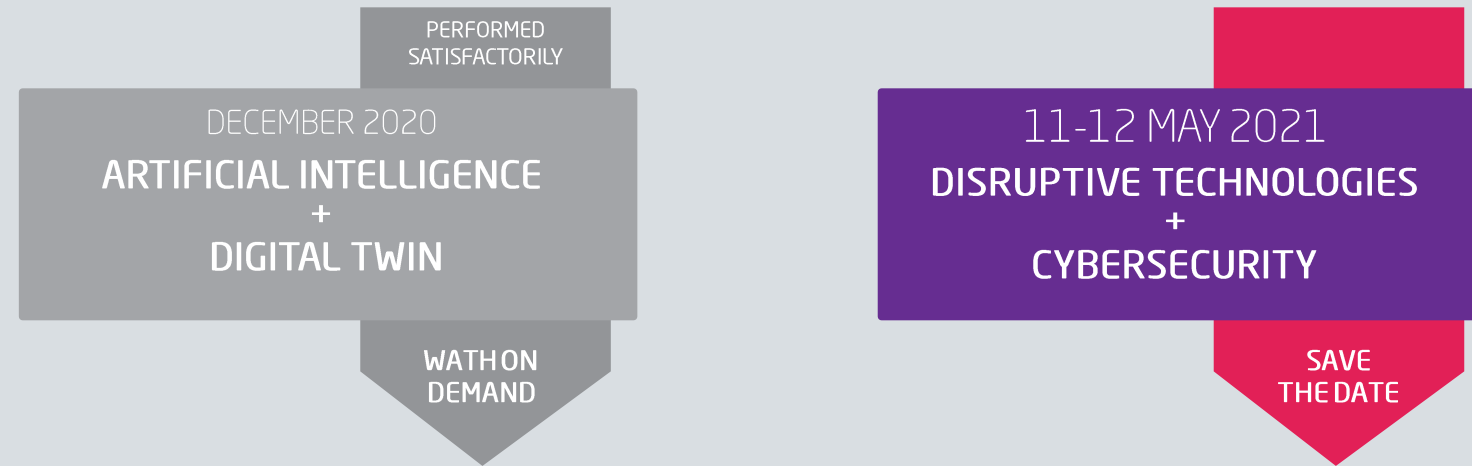 PERFORMED
SATISFACTORILY
DECEMBER 2020
ARTIFICIAL INTELLIGENCE
+
DIGITAL TWIN
WATH ON
DEMAND
11-12 MAY 2021
DISRUPTIVE TECHNOLOGIES
+
CYBERSECURITY
SAVE
THE DATE